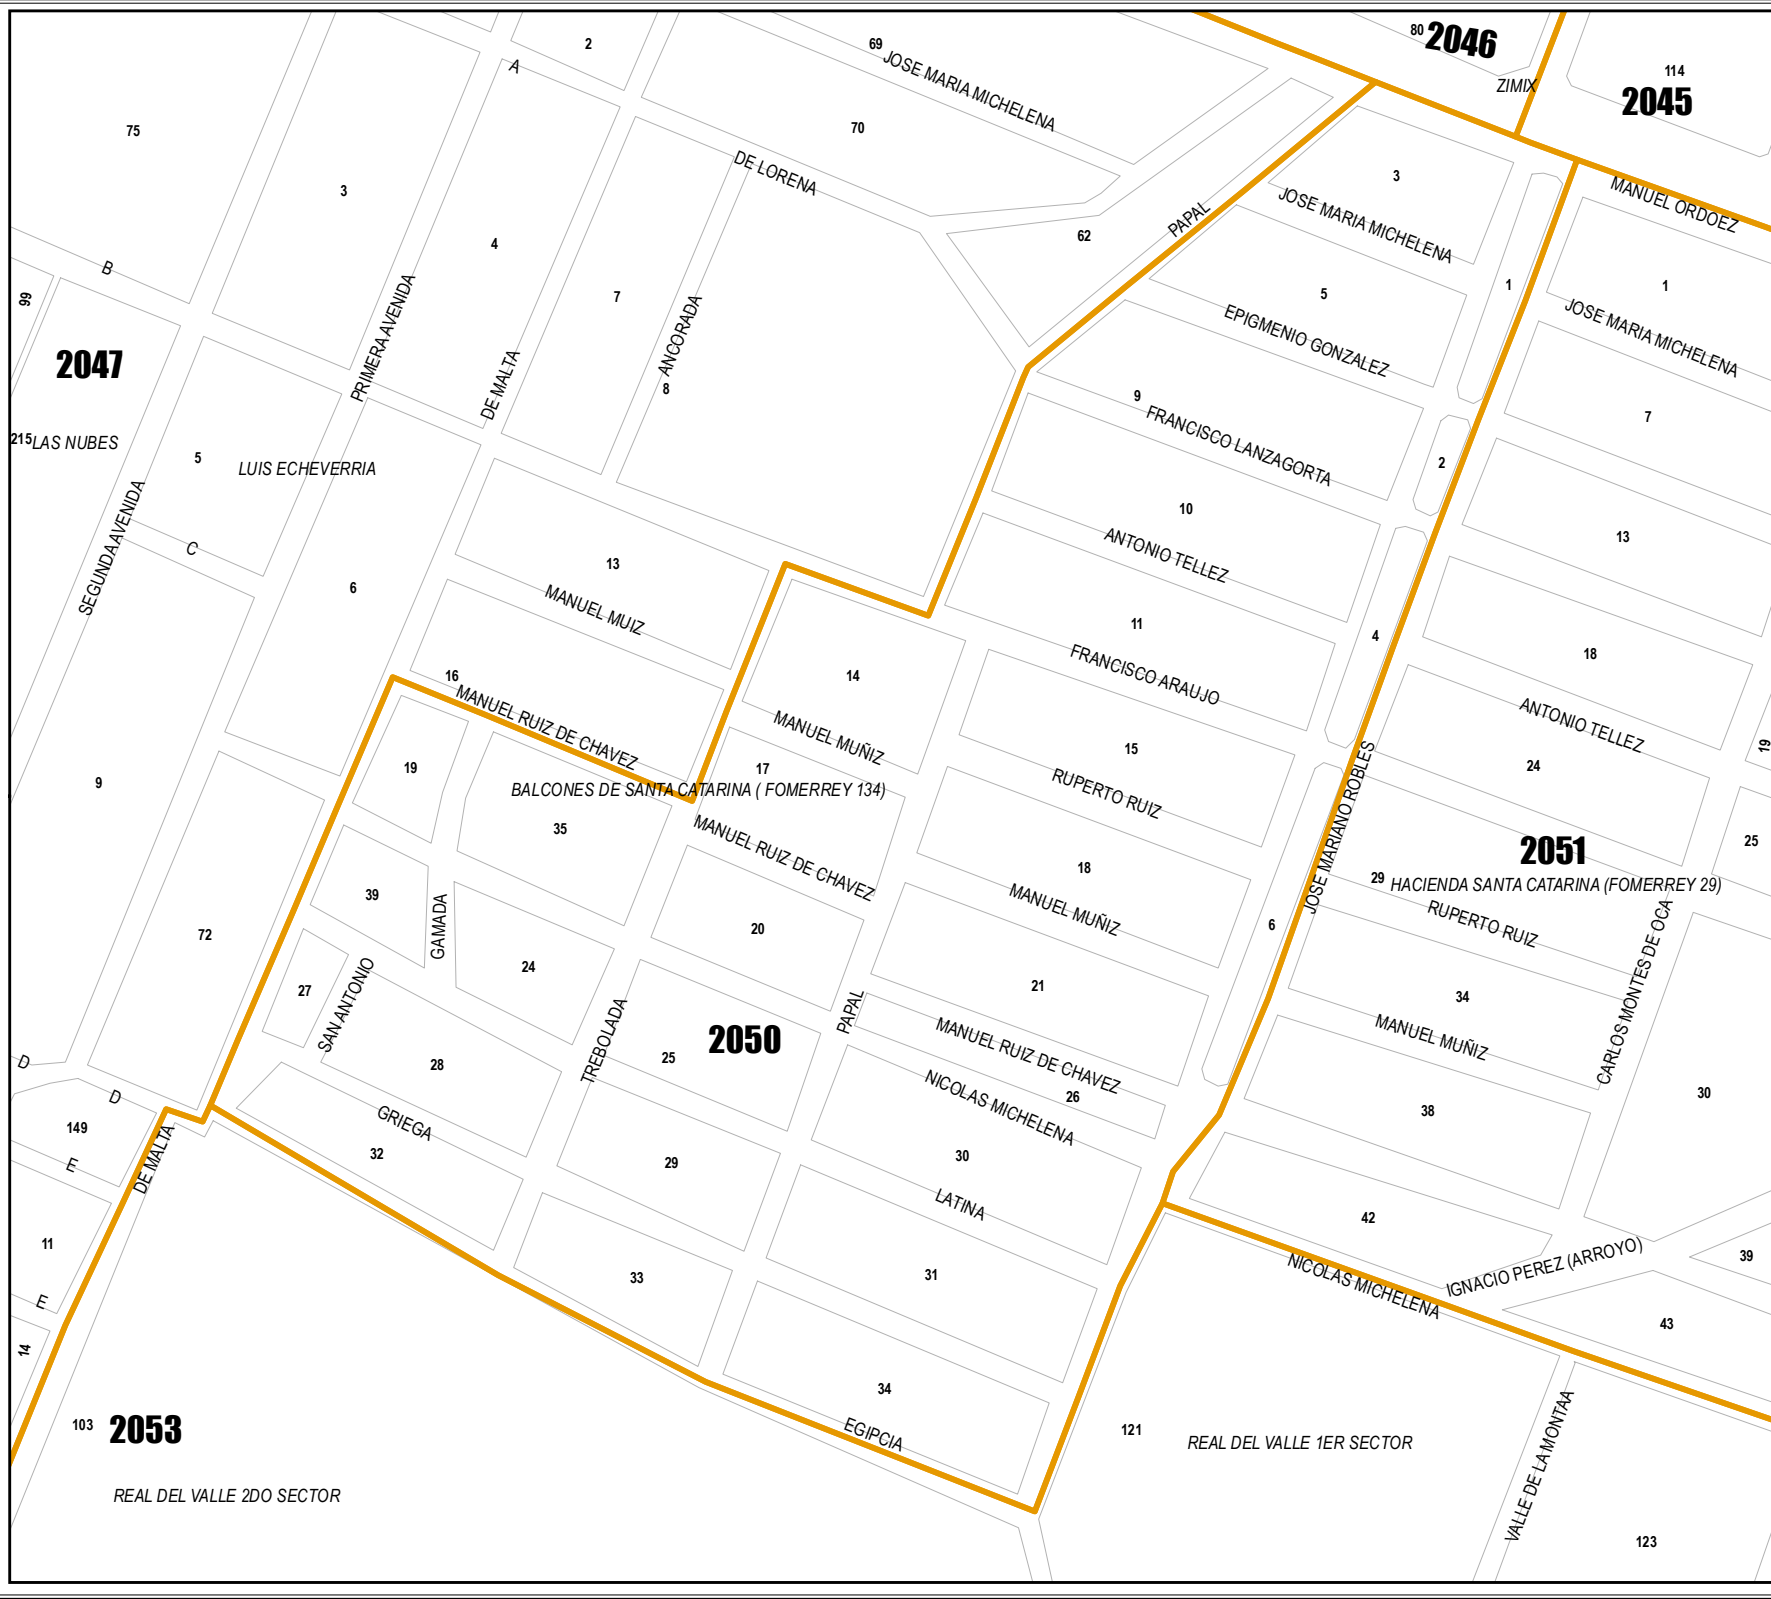 80
2046
2
69
JOSE MARIA MICHELENA
A
ZIMIX
114
2045
75
70
DE LORENA
3
3
MANUEL ORDOEZ
JOSE MARIA MICHELENA
PAPAL
62
4
B
99
7
5
1
1
JOSE MARIA MICHELENA
EPIGMENIO GONZALEZ
PRIMERA AVENIDA
ANCORADA
2047
DE MALTA
8
9
FRANCISCO LANZAGORTA
7
215
LAS NUBES
5
LUIS ECHEVERRIA
2
10
SEGUNDA AVENIDA
C
ANTONIO TELLEZ
13
13
6
MANUEL MUIZ
11
4
18
FRANCISCO ARAUJO
16
14
MANUEL RUIZ DE CHAVEZ
MANUEL MUÑIZ
ANTONIO TELLEZ
19
15
19
17
24
9
BALCONES DE SANTA CATARINA ( FOMERREY 134)
RUPERTO RUIZ
JOSE MARIANO ROBLES
35
25
MANUEL RUIZ DE CHAVEZ
2051
18
29
HACIENDA SANTA CATARINA (FOMERREY 29)
39
MANUEL MUÑIZ
GAMADA
RUPERTO RUIZ
20
6
72
24
CARLOS MONTES DE OCA
27
SAN ANTONIO
21
34
PAPAL
TREBOLADA
2050
MANUEL MUÑIZ
25
MANUEL RUIZ DE CHAVEZ
D
28
NICOLAS MICHELENA
26
30
D
38
GRIEGA
149
DE MALTA
32
29
30
E
LATINA
42
11
39
IGNACIO PEREZ (ARROYO)
33
31
NICOLAS MICHELENA
E
43
14
34
103
2053
EGIPCIA
121
REAL DEL VALLE 1ER SECTOR
VALLE DE LA MONTAA
REAL DEL VALLE 2DO SECTOR
123